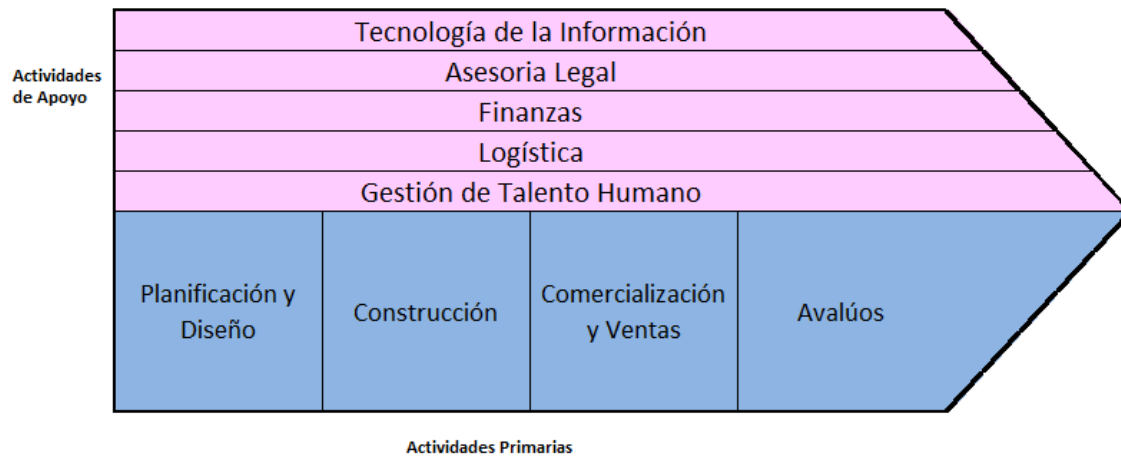 Tecnología de la Información
Actividades
de Apoyo
Asesoria Legal
Finanzas
Logística
Gestión de Talento Humano
Planificación y
Diseño
Construcción
Comercialización
y Ventas
Avalúos
Actividades Primarias